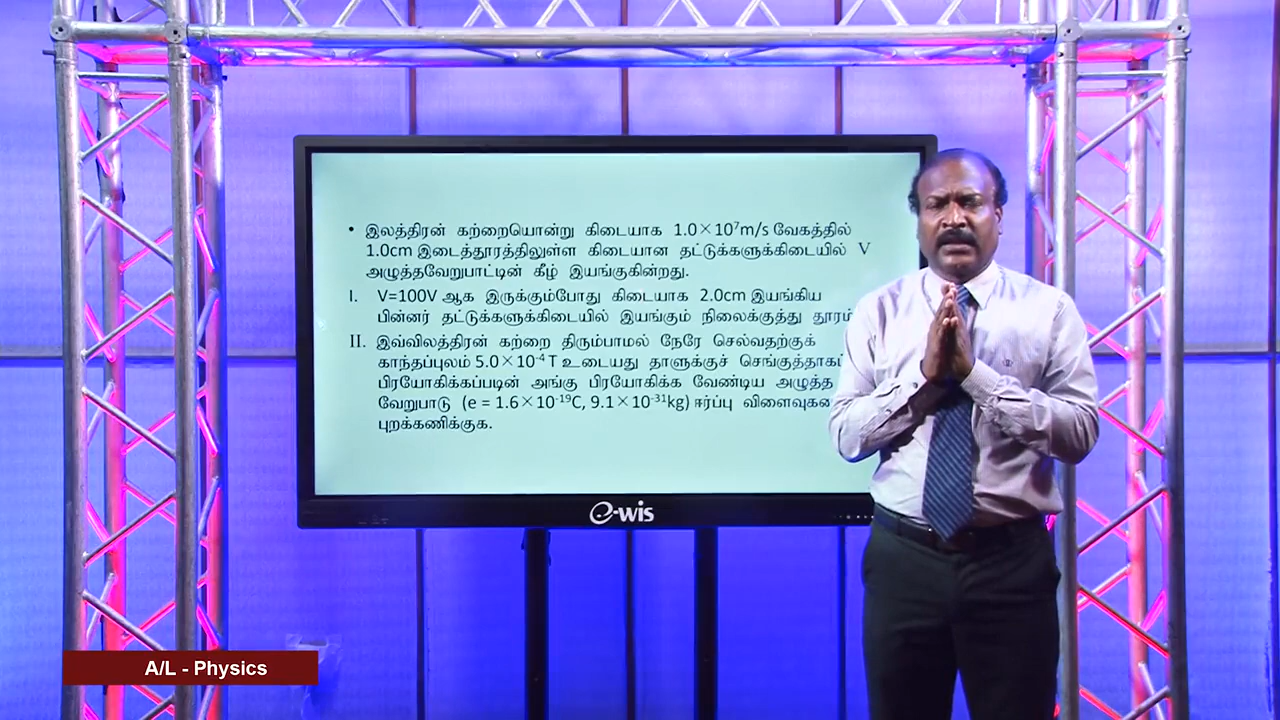 • இலத்திரன் கற்றையொன்று கிடையாக 1.0×10⁷m/s வேகத்தில்
1.0cm இடைத்தூரத்திலுள்ள கிடையான தட்டுக்களுக்கிடையில் V
அழுத்தவேறுபாட்டின் கீழ் இயங்குகின்றது.
I. V=100V ஆக இருக்கும்போது கிடையாக 2.0cm இயங்கிய
பின்னர் தட்டுக்களுக்கிடையில் இயங்கும் நிலைக்குத்து
II. இவ்விலத்திரன் கற்றை திரும்பாமல் நேரே செல்வதற்குக்
காந்தப்புலம் 5.0×10⁻⁴ T உடையது தாளுக்குச்
பிரயோகிக்கப்படின் அங்கு பிரயோகிக்க வேண்டிய அழுத்த
வேறுபாடு (e = 1.6×10⁻¹⁹C, 9.1×10⁻³¹kg) ஈர்ப்பு
புறக்கணிக்குக.
e-wis
A/L - Physics